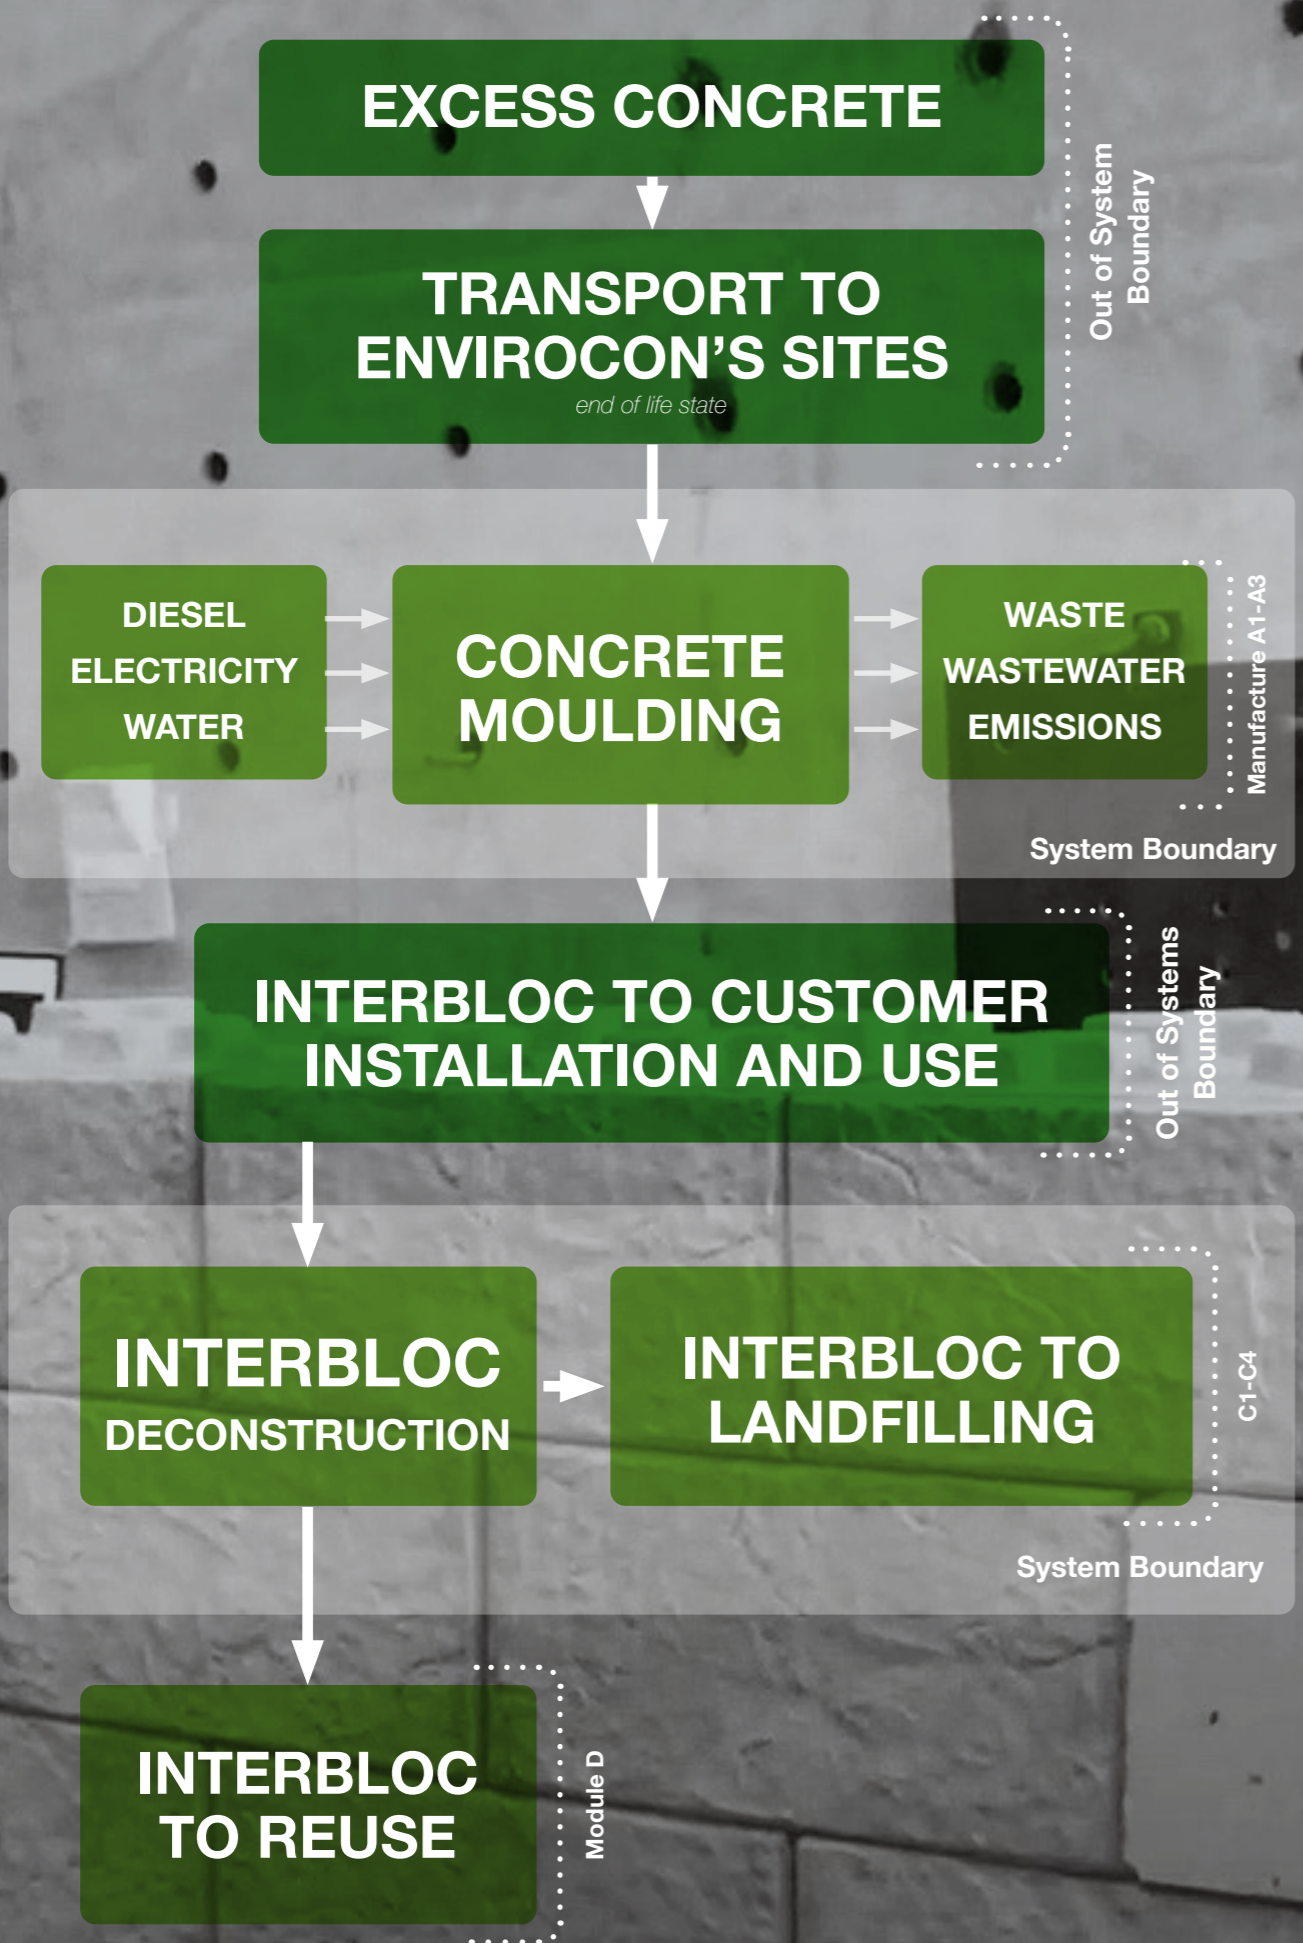 EXCESS CONCRETE
Out of System
Boundary
TRANSPORT TO
ENVIROCON’S SITES
end of life state
DIESEL
ELECTRICITY
WATER
CONCRETE
MOULDING
WASTE
WASTEWATER
EMISSIONS
Manufacture A1-A3
System Boundary
INTERBLOC TO CUSTOMER
INSTALLATION AND USE
Out of Systems
Boundary
INTERBLOC
DECONSTRUCTION
INTERBLOC TO
LANDFILLING
C1-C4
System Boundary
INTERBLOC
TO REUSE
Module D